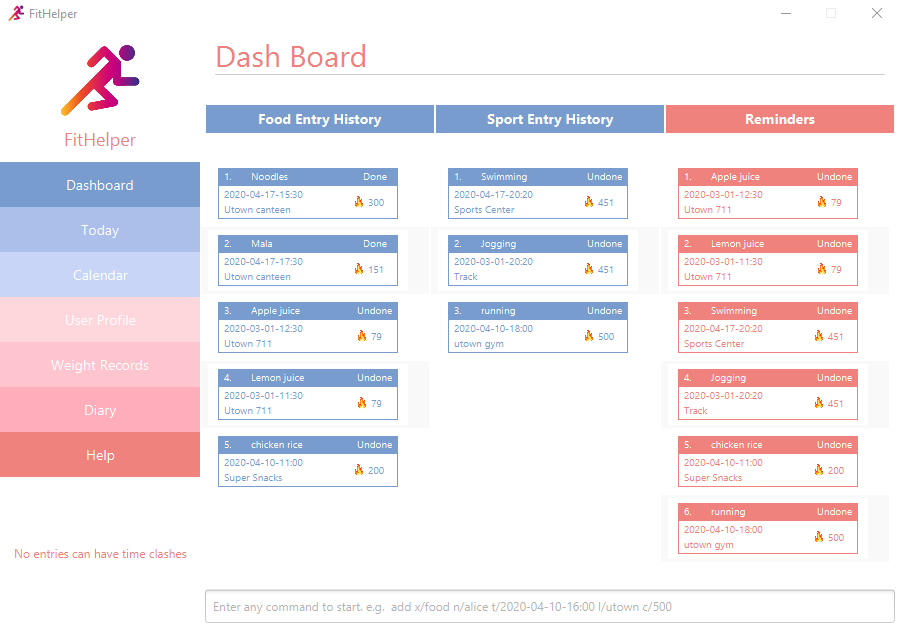 FitHelper
Dash Board
FitHelper
Food Entry History
Sport Entry History
Reminders
Dashboard
Today
Calendar
User Profile
Weight Records
Diary
Help
No entries can have time clashes
1. Noodles Done
2020-04-17-15:30
Utown canteen
300
2. Mala Done
2020-04-17-17:30
Utown canteen
151
3. Apple juice Undone
2020-03-01-12:30
Utown 711
79
4. Lemon juice Undone
2020-03-01-11:30
Utown 711
79
5. chicken rice Undone
2020-04-10-11:00
Super Snacks
200
1. Swimming Undone
2020-04-17-20:20
Sports Center
451
2. Jogging Undone
2020-03-01-20:20
Track
451
3. running Undone
2020-04-10-18:00
utown gym
500
1. Apple juice Undone
2020-03-01-12:30
Utown 711
79
2. Lemon juice Undone
2020-03-01-11:30
Utown 711
79
3. Swimming Undone
2020-04-17-20:20
Sports Center
451
4. Jogging Undone
2020-03-01-20:20
Track
451
5. chicken rice Undone
2020-04-10-11:00
Super Snacks
200
6. running Undone
2020-04-10-18:00
utown gym
500
Enter any command to start. e.g. add x/food n/alice t/2020-04-10-16:00 l/utown c/500